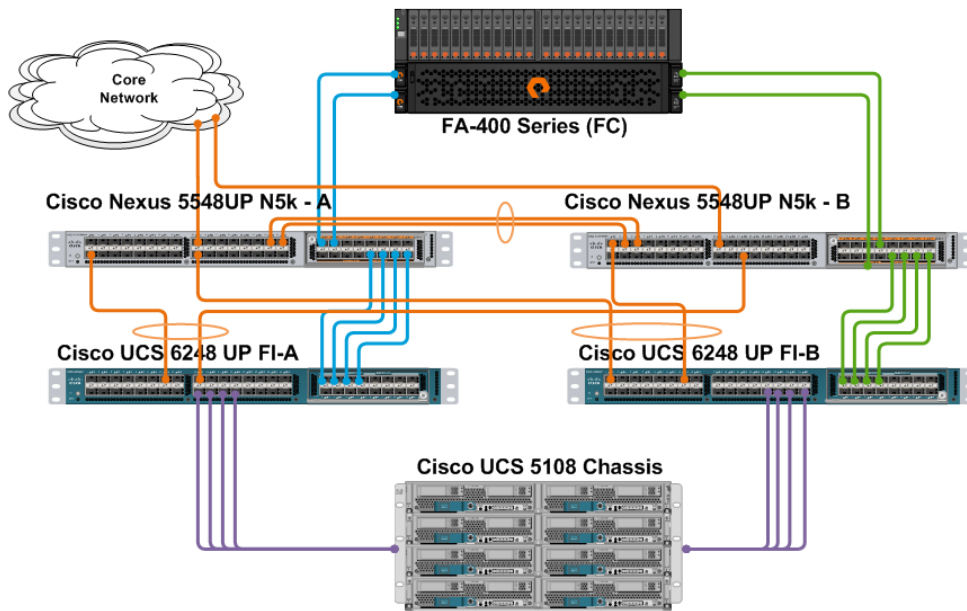 Core
Network
FA-400 Series (FC)
Cisco Nexus 5548UP N5k - A
Cisco Nexus 5548UP N5k - B
Cisco UCS 6248 UP FI-A
Cisco UCS 6248 UP FI-B
Cisco UCS 5108 Chassis